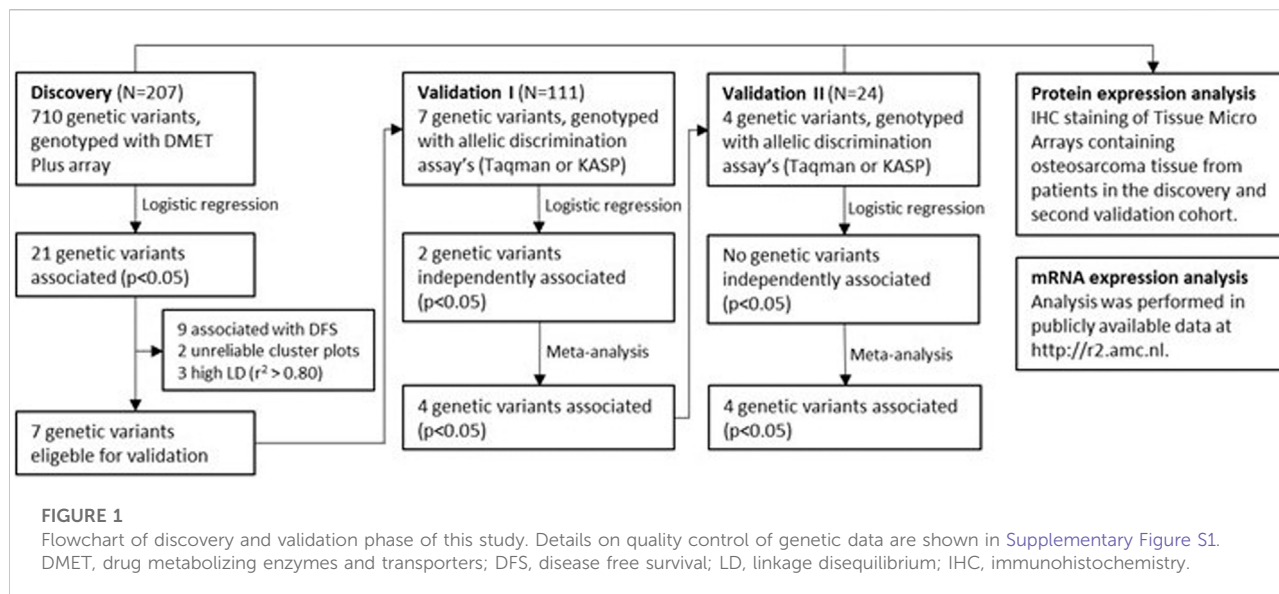 Discovery (N=207)
710 genetic variants,
genotyped with DMET
Plus array
Logistic regression
21 genetic variants
associated (p<0.05)
9 associated with DFS
2 unreliable cluster plots
3 high LD (r² > 0.80)
7 genetic variants
eligeble for validation
Validation I (N=111)
7 genetic variants, genotyped
with allelic discrimination
assay's (Taqman or KASP)
Logistic regression
2 genetic variants
independently associated
(p<0.05)
Meta-analysis
4 genetic variants associated
(p<0.05)
Validation II (N=24)
4 genetic variants, genotyped
with allelic discrimination
assay's (Taqman or KASP)
Logistic regression
No genetic variants
independently associated
(p<0.05)
Meta-analysis
4 genetic variants associated
(p<0.05)
Protein expression analysis
IHC staining of Tissue Micro
Arrays containing
osteosarcoma tissue from
patients in the discovery and
second validation cohort.
mRNA expression analysis
Analysis was performed in
publicly available data at
http://r2.amc.nl.
FIGURE 1
Flowchart of discovery and validation phase of this study. Details on quality control of genetic data are shown in Supplementary Figure S1.
DMET, drug metabolizing enzymes and transporters; DFS, disease free survival; LD, linkage disequilibrium; IHC, immunohistochemistry.